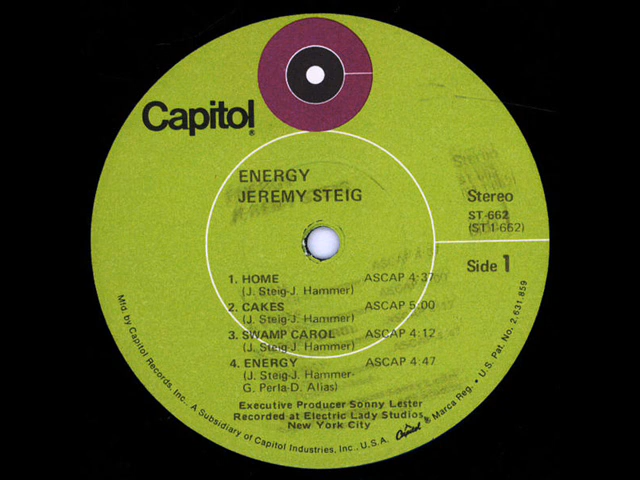 Capitol®
ENERGY
JEREMY STEIG
Stereo
ST-662
(ST 1-662)
Side 1
1. HOME ASCAP 4:37
(J. Steig-J. Hammer)
2. CAKES ASCAP 5:00
(J. Steig-J. Hammer)
3. SWAMP CAROL ASCAP 4:12
(J. Steig-J. Hammer)
4. ENERGY ASCAP 4:47
(J. Steig-J. Hammer-
G. Perla-D. Alias)
Executive Producer Sonny Lester
Recorded at Electric Lady Studios,
New York City
Mfd. by Capitol Records, Inc., A Subsidiary of Capitol Industries, Inc., U.S.A. Capitol Marca Reg. • U.S. Pat. No. 2,631,859